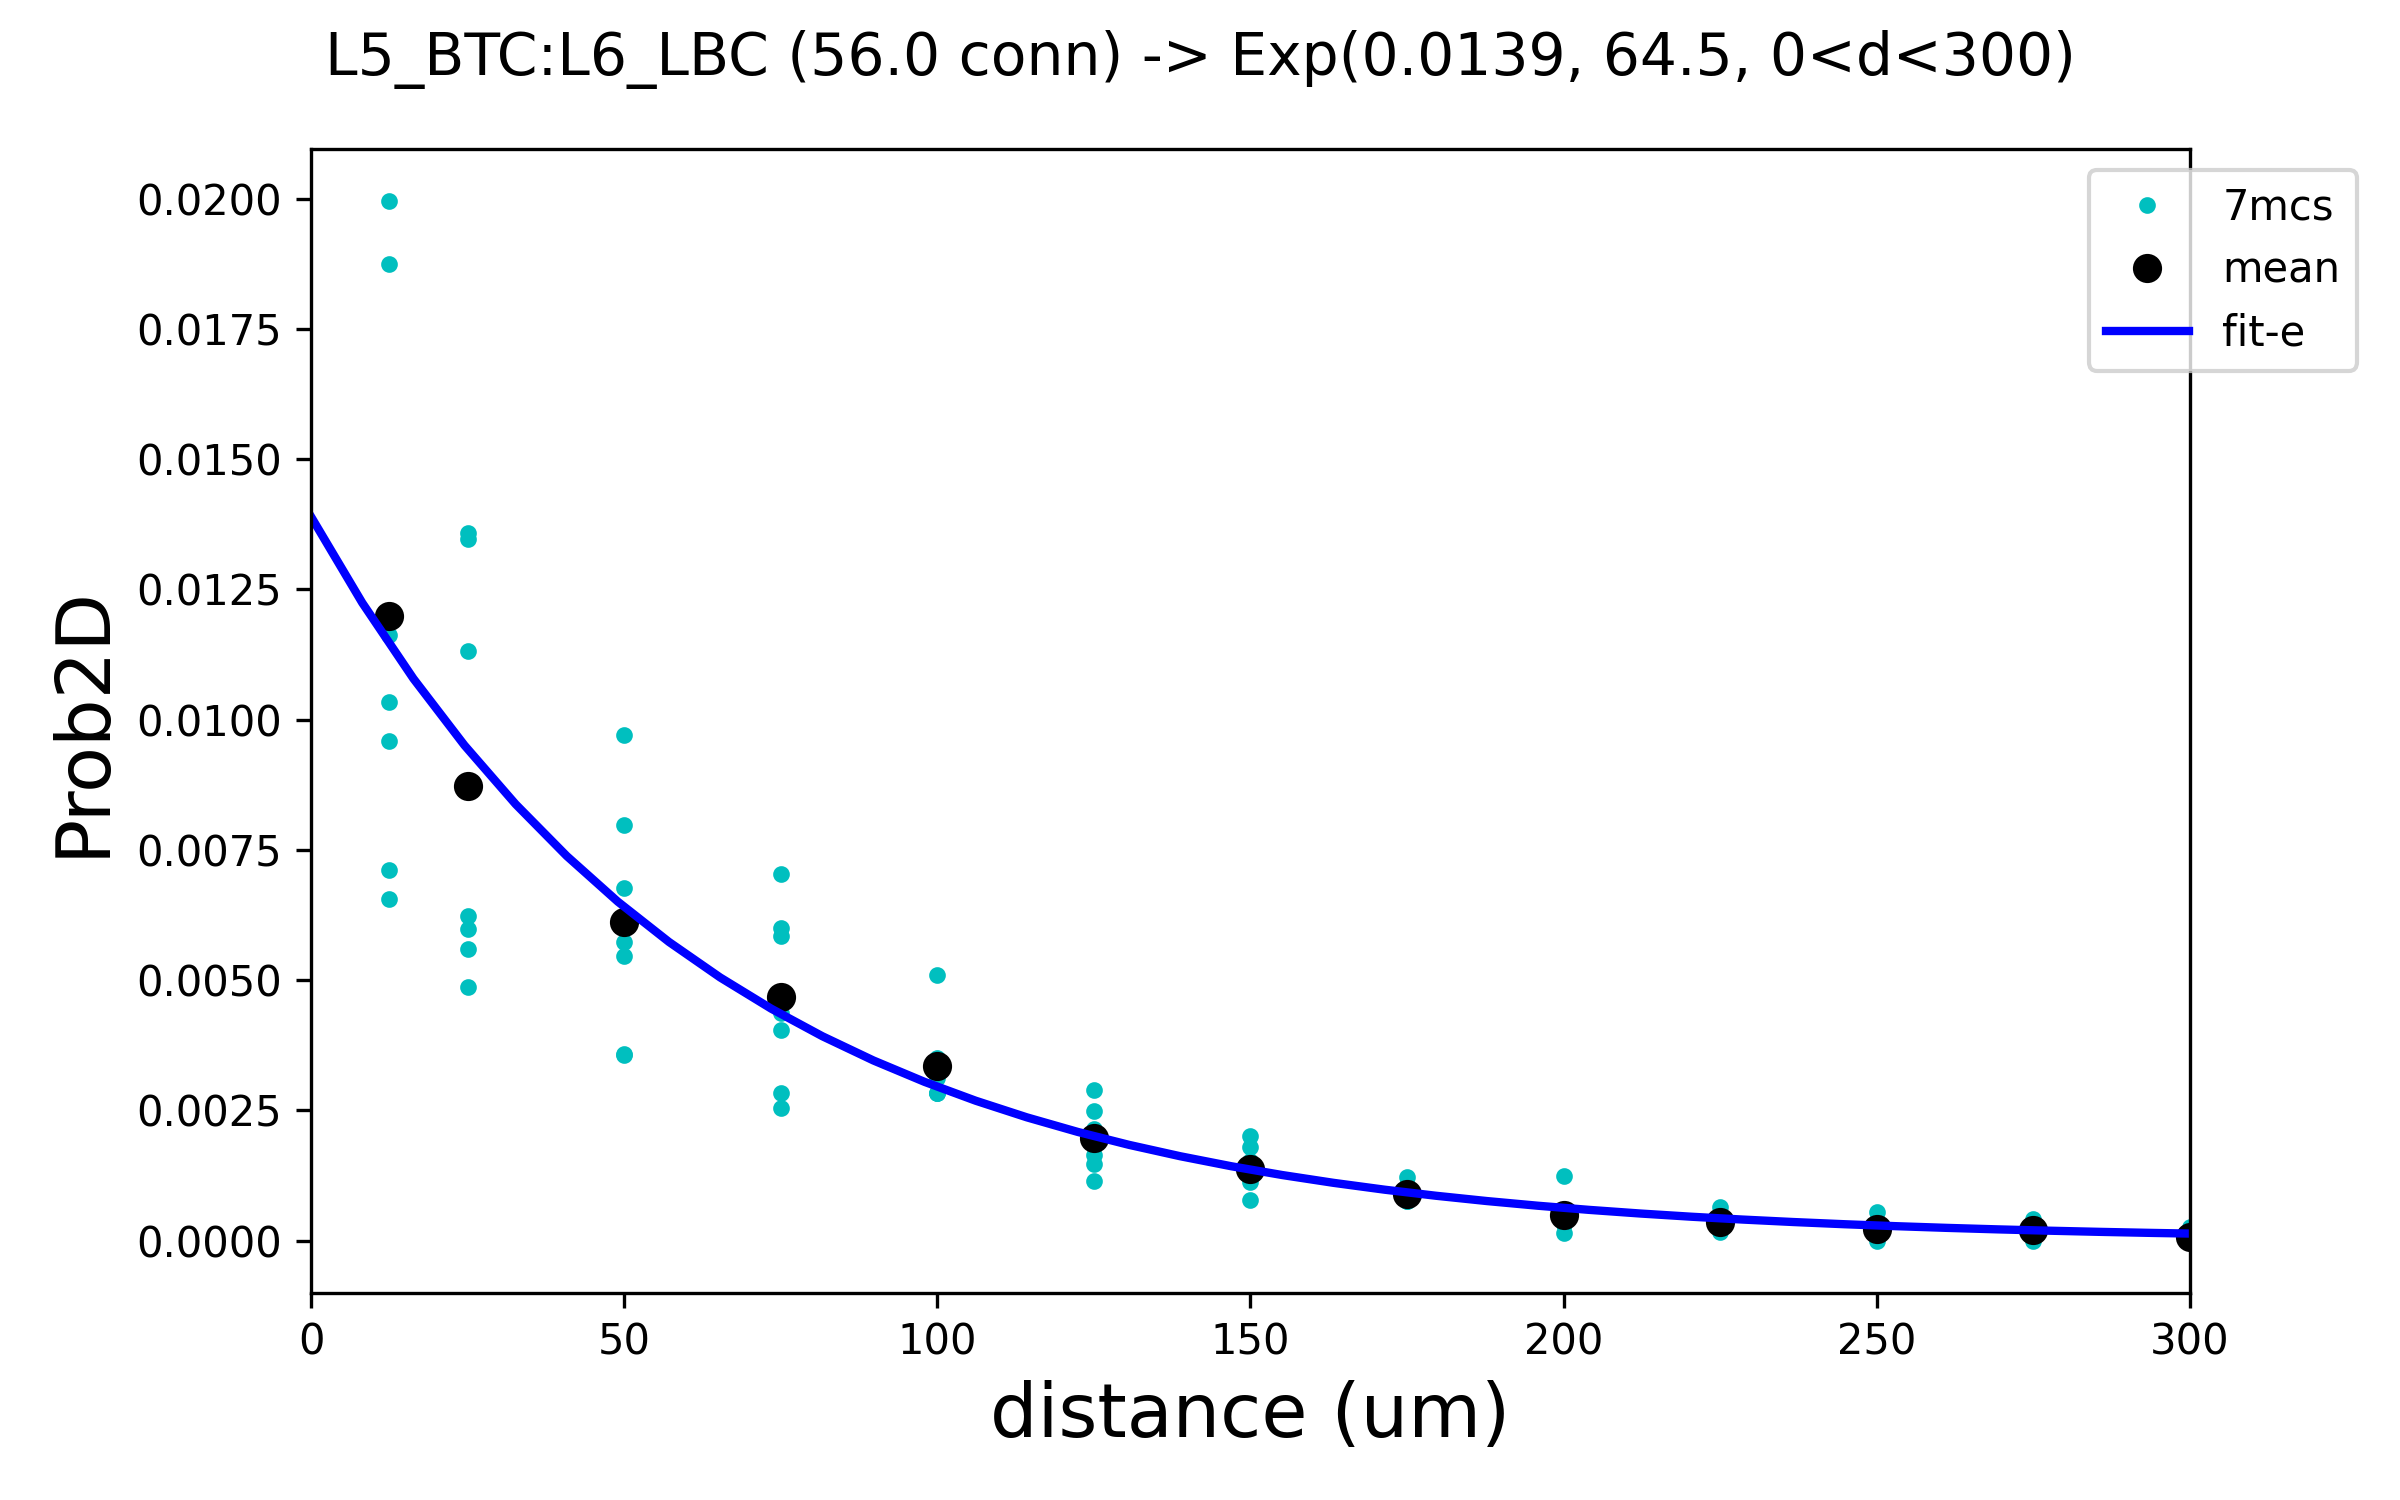 L5_BTC:L6_LBC (56.0 conn) -> Exp(0.0139, 64.5, 0<d<300)
7mcs
mean
fit-e
Prob2D
0.0200
0.0175
0.0150
0.0125
0.0100
0.0075
0.0050
0.0025
0.0000
0
50
100
150
200
250
300
distance (um)